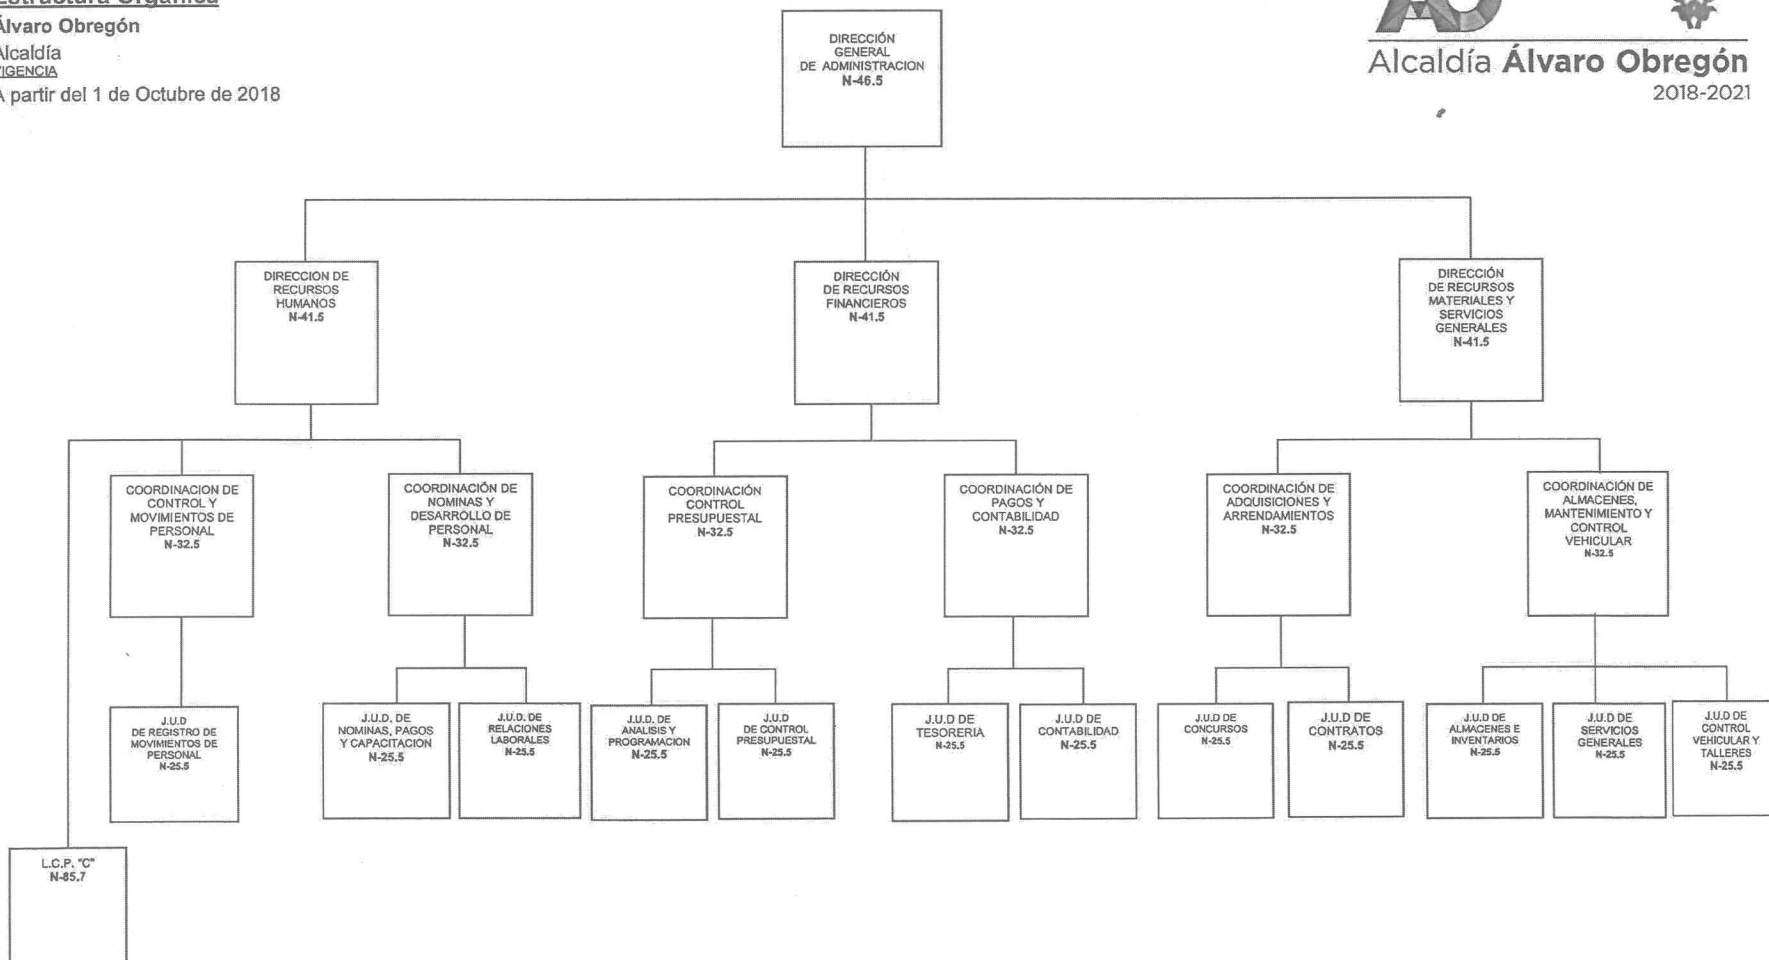 Estructura Orgánica
Álvaro Obregón
Alcaldía
VIGENCIA
A partir del 1 de Octubre de 2018
Alcaldía Álvaro Obregón
2018-2021
DIRECCIÓN
GENERAL
DE ADMINISTRACION
N-46.5
DIRECCION DE
RECURSOS
HUMANOS
N-41.5
DIRECCIÓN
DE RECURSOS
FINANCIEROS
N-41.5
DIRECCIÓN
DE RECURSOS
MATERIALES Y
SERVICIOS
GENERALES
N-41.5
COORDINACION DE
CONTROL Y
MOVIMIENTOS DE
PERSONAL
N-32.5
COORDINACIÓN DE
NOMINAS Y
DESARROLLO DE
PERSONAL
N-32.5
COORDINACIÓN
CONTROL
PRESUPUESTAL
N-32.5
COORDINACIÓN DE
PAGOS Y
CONTABILIDAD
N-32.5
COORDINACIÓN DE
ADQUISICIONES Y
ARRENDAMIENTOS
N-32.5
COORDINACIÓN DE
ALMACENES,
MANTENIMIENTO Y
CONTROL
VEHICULAR
N-32.5
J.U.D
DE REGISTRO DE
MOVIMIENTOS DE
PERSONAL
N-25.5
J.U.D. DE
NOMINAS, PAGOS
Y CAPACITACION
N-25.5
J.U.D. DE
RELACIONES
LABORALES
N-25.5
J.U.D. DE
ANALISIS Y
PROGRAMACION
N-25.5
J.U.D
DE CONTROL
PRESUPUESTAL
N-25.5
J.U.D DE
TESORERIA
N-25.5
J.U.D DE
CONTABILIDAD
N-25.5
J.U.D DE
CONCURSOS
N-25.5
J.U.D DE
CONTRATOS
N-25.5
J.U.D DE
ALMACENES E
INVENTARIOS
N-25.5
J.U.D DE
SERVICIOS
GENERALES
N-25.5
J.U.D DE
CONTROL
VEHICULAR Y
TALLERES
N-25.5
L.C.P. "C"
N-85.7